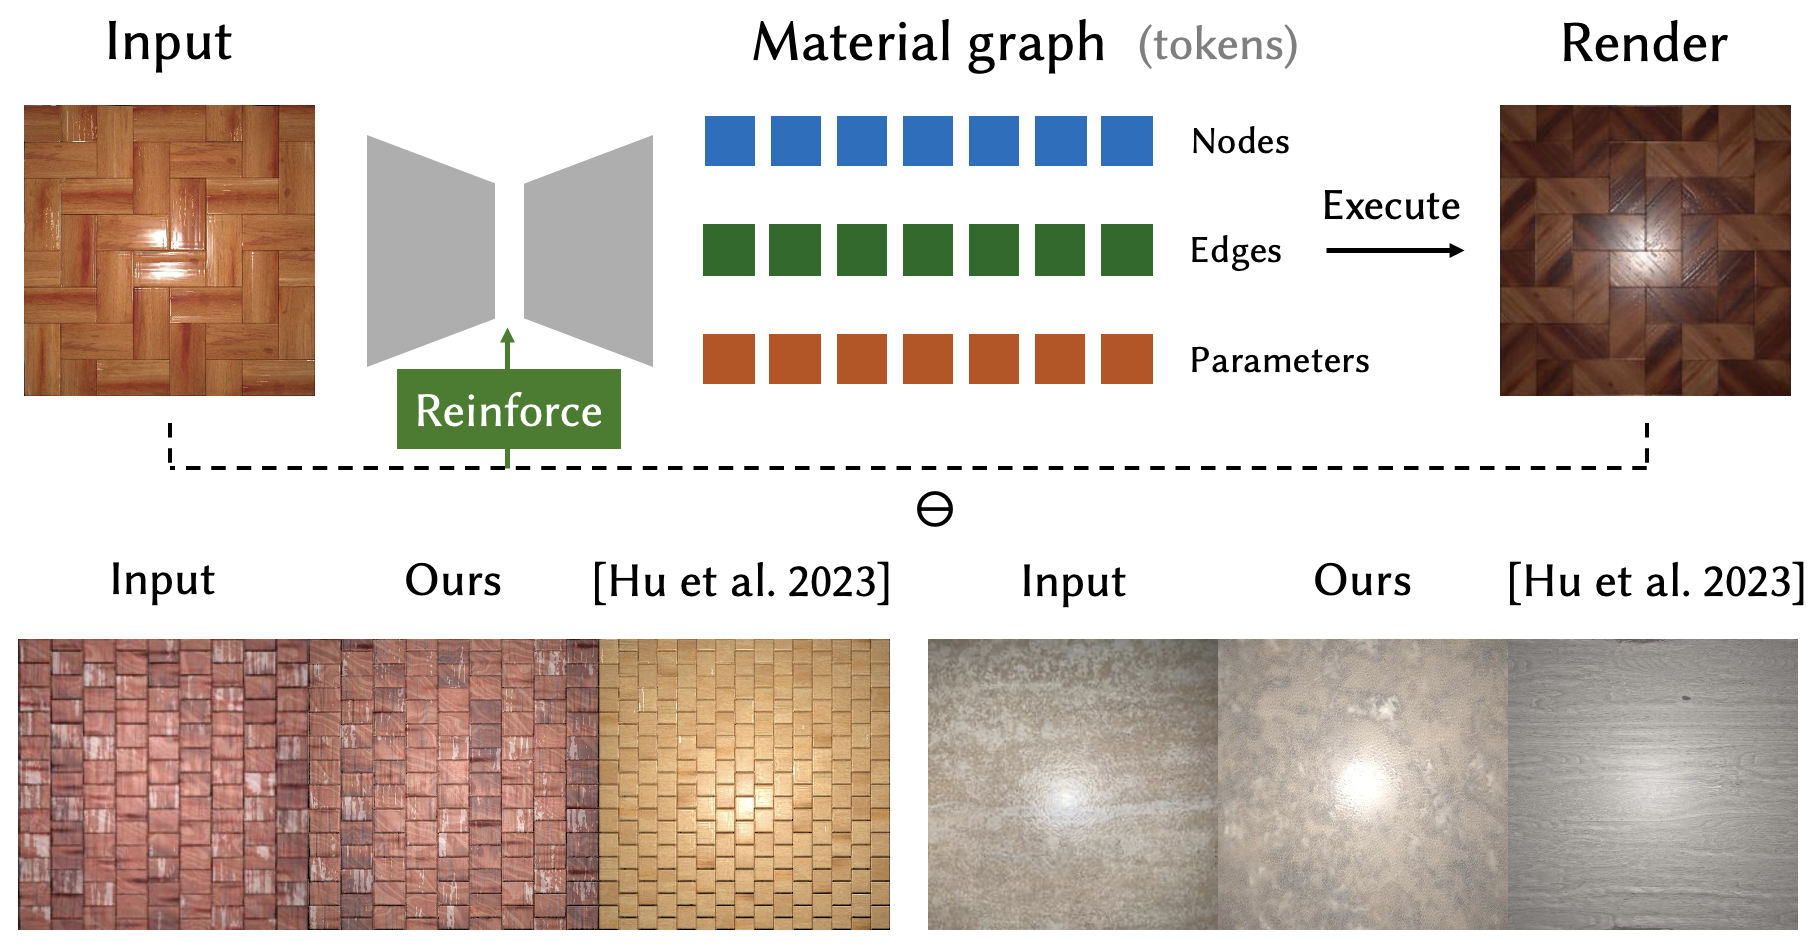 Input
Material graph (tokens)
Render
Nodes
Execute
Edges
Parameters
Reinforce
Input
Ours
[Hu et al. 2023]
Input
Ours
[Hu et al. 2023]